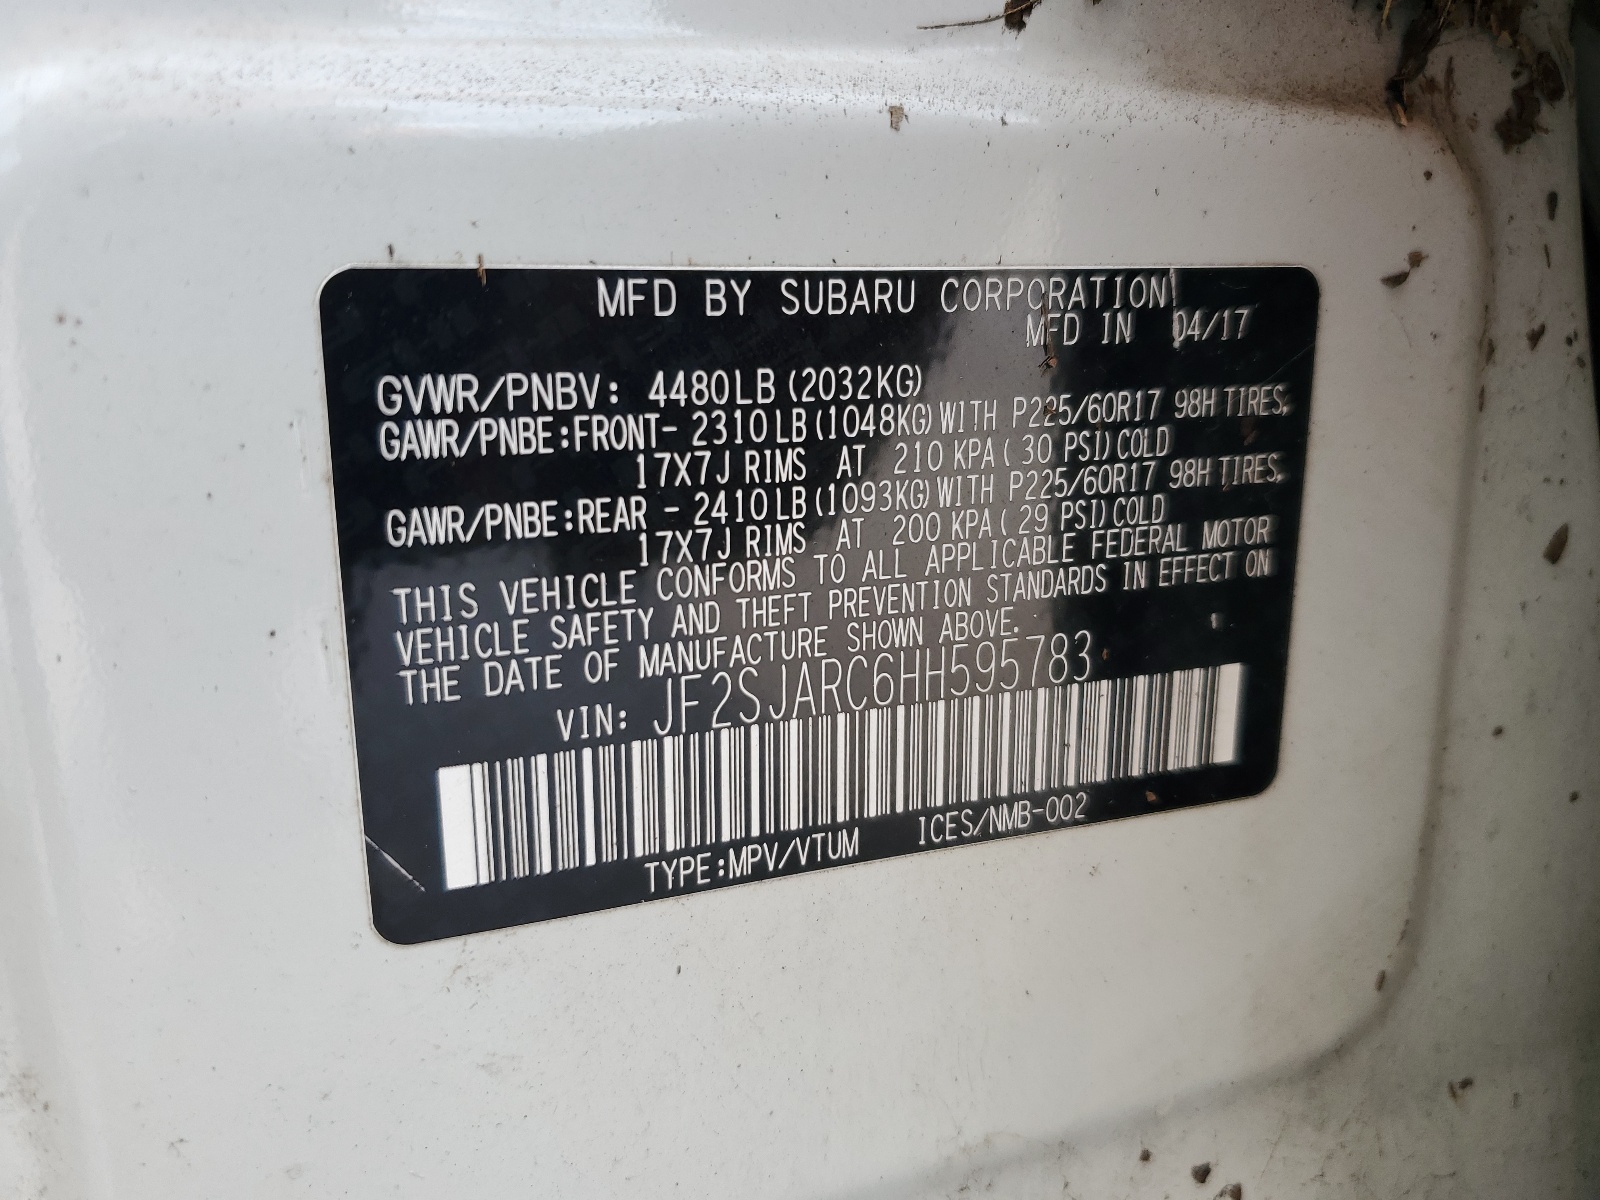 MFD BY SUBARU CORPORATION
MFD IN 04/17
GVWR/PNBV: 4480LB (2032KG)
GAWR/PNBE:FRONT- 2310LB (1048KG) WITH P225/60R17 98H TIRES,
17X7J RIMS AT 210 KPA ( 30 PSI) COLD
GAWR/PNBE:REAR - 2410LB (1093KG) WITH P225/60R17 98H TIRES,
17X7J RIMS AT 200 KPA ( 29 PSI) COLD
THIS VEHICLE CONFORMS TO ALL APPLICABLE FEDERAL MOTOR
VEHICLE SAFETY AND THEFT PREVENTION STANDARDS IN EFFECT ON
THE DATE OF MANUFACTURE SHOWN ABOVE.
VIN: JF2SJARC6HH595783
TYPE:MPV/VTUM ICES/NMB-002